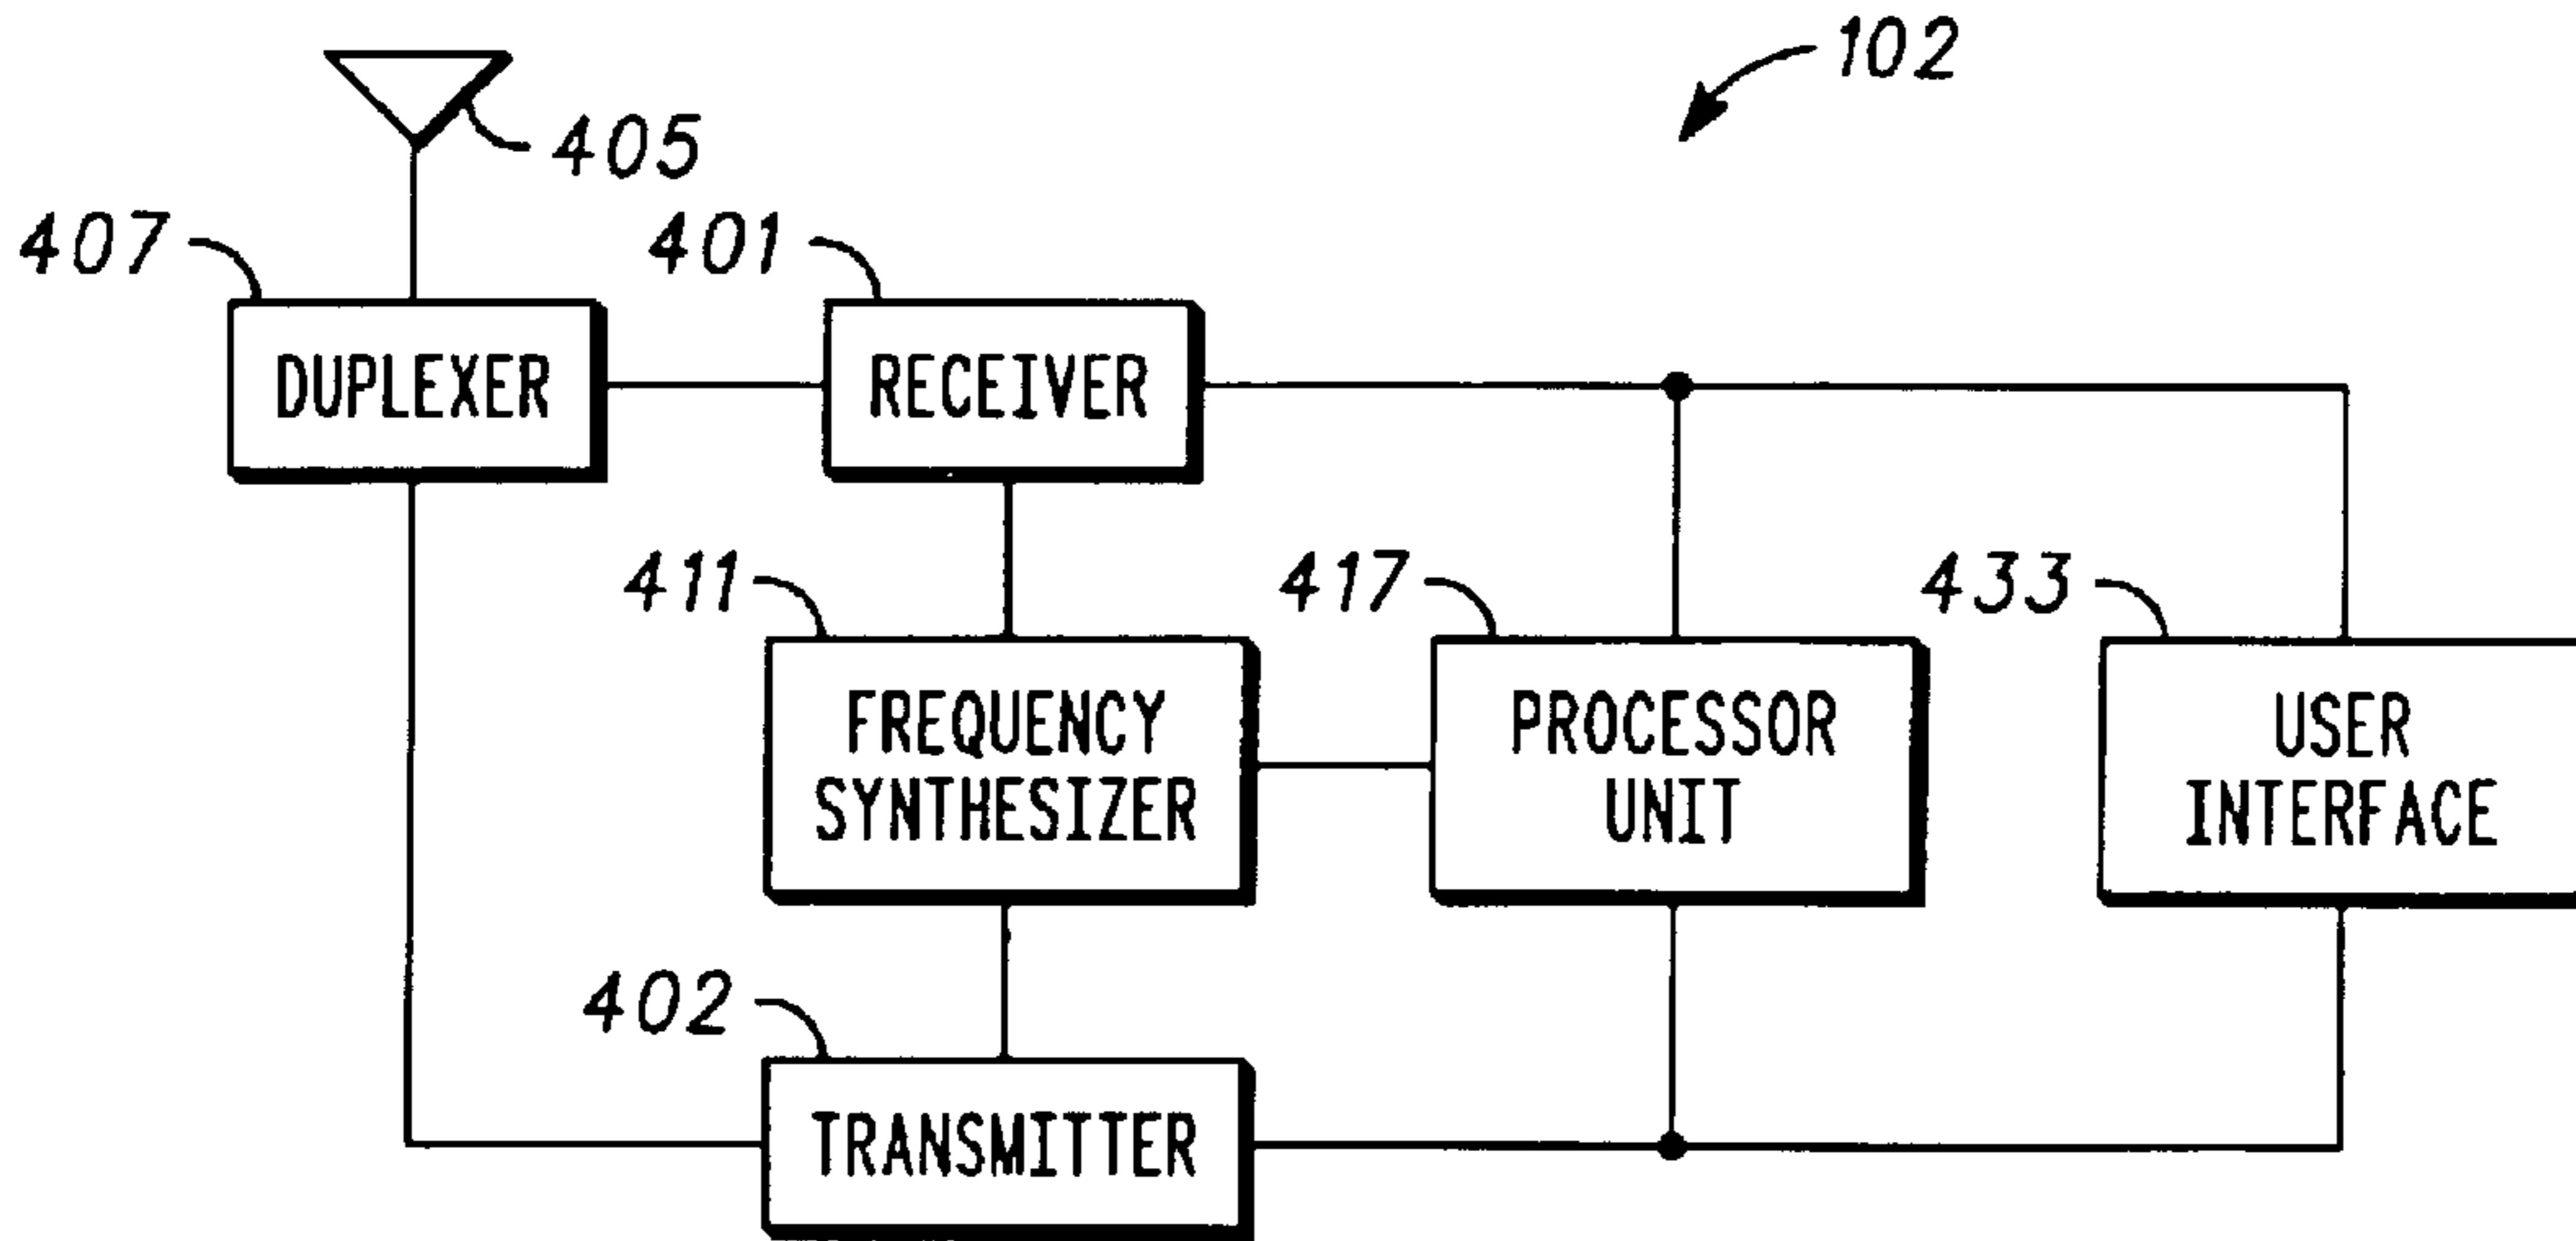 102
405
407
401
DUPLEXER
RECEIVER
411
417
433
FREQUENCY
SYNTHESIZER
PROCESSOR
UNIT
USER
INTERFACE
402
TRANSMITTER